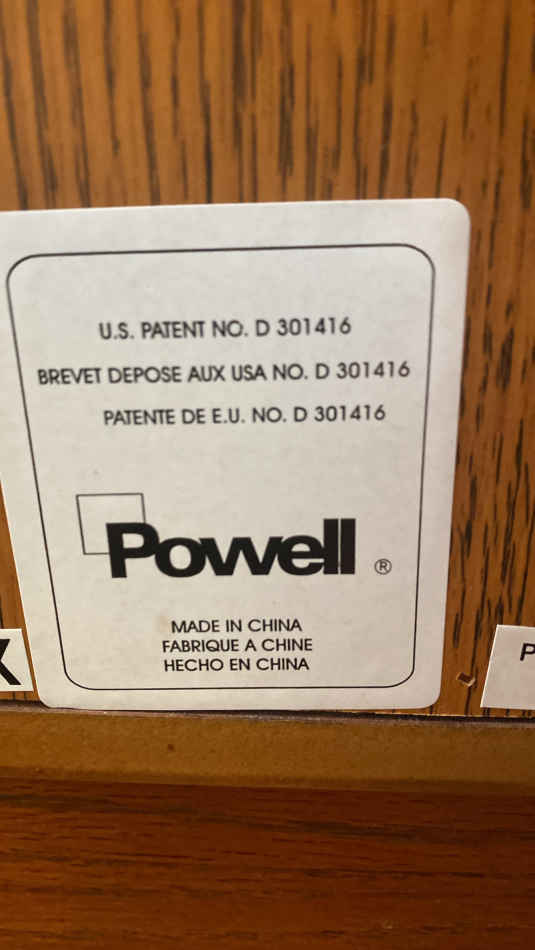 U.S. PATENT NO. D 301416
BREVET DEPOSE AUX USA NO. D 301416
PATENTE DE E.U. NO. D 301416
Powell ®
MADE IN CHINA
FABRIQUE A CHINE
HECHO EN CHINA
X
P